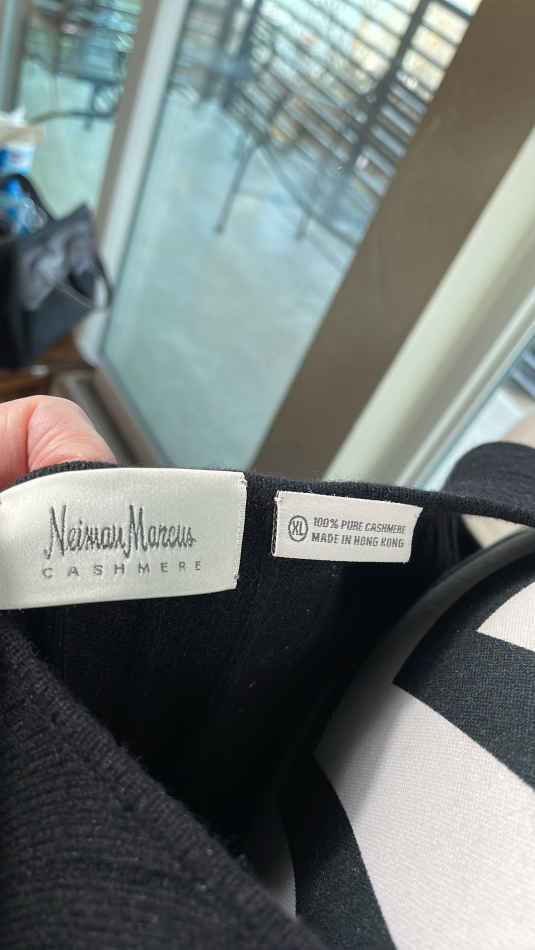 Neiman Marcus
CASHMERE
XL
100% PURE CASHMERE
MADE IN HONG KONG